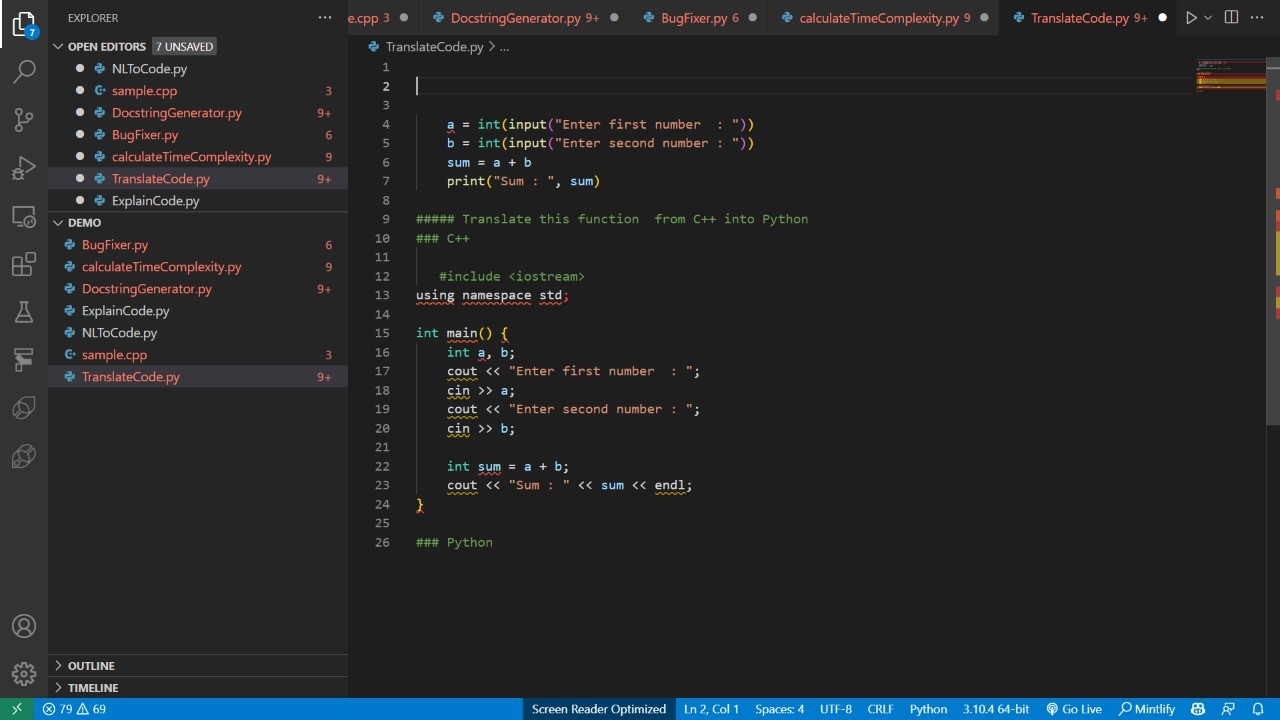 7
EXPLORER
···
e.cpp 3
DocstringGenerator.py 9+
BugFixer.py 6
calculateTimeComplexity.py 9
TranslateCode.py 9+
···
OPEN EDITORS 7 UNSAVED
NLToCode.py
sample.cpp 3
DocstringGenerator.py 9+
BugFixer.py 6
calculateTimeComplexity.py 9
TranslateCode.py 9+
ExplainCode.py
DEMO
BugFixer.py 6
calculateTimeComplexity.py 9
DocstringGenerator.py 9+
ExplainCode.py
NLToCode.py
sample.cpp 3
TranslateCode.py 9+
OUTLINE
TIMELINE
TranslateCode.py > ...
1
2
3
4 a = int(input("Enter first number  : "))
5 b = int(input("Enter second number : "))
6 sum = a + b
7 print("Sum : ", sum)
8
9 ##### Translate this function  from C++ into Python
10 ### C++
11
12 #include <iostream>
13 using namespace std;
14
15 int main() {
16 int a, b;
17 cout << "Enter first number  : ";
18 cin >> a;
19 cout << "Enter second number : ";
20 cin >> b;
21
22 int sum = a + b;
23 cout << "Sum : " << sum << endl;
24 }
25
26 ### Python
79 69 Screen Reader Optimized Ln 2, Col 1 Spaces: 4 UTF-8 CRLF Python 3.10.4 64-bit Go Live Mintlify